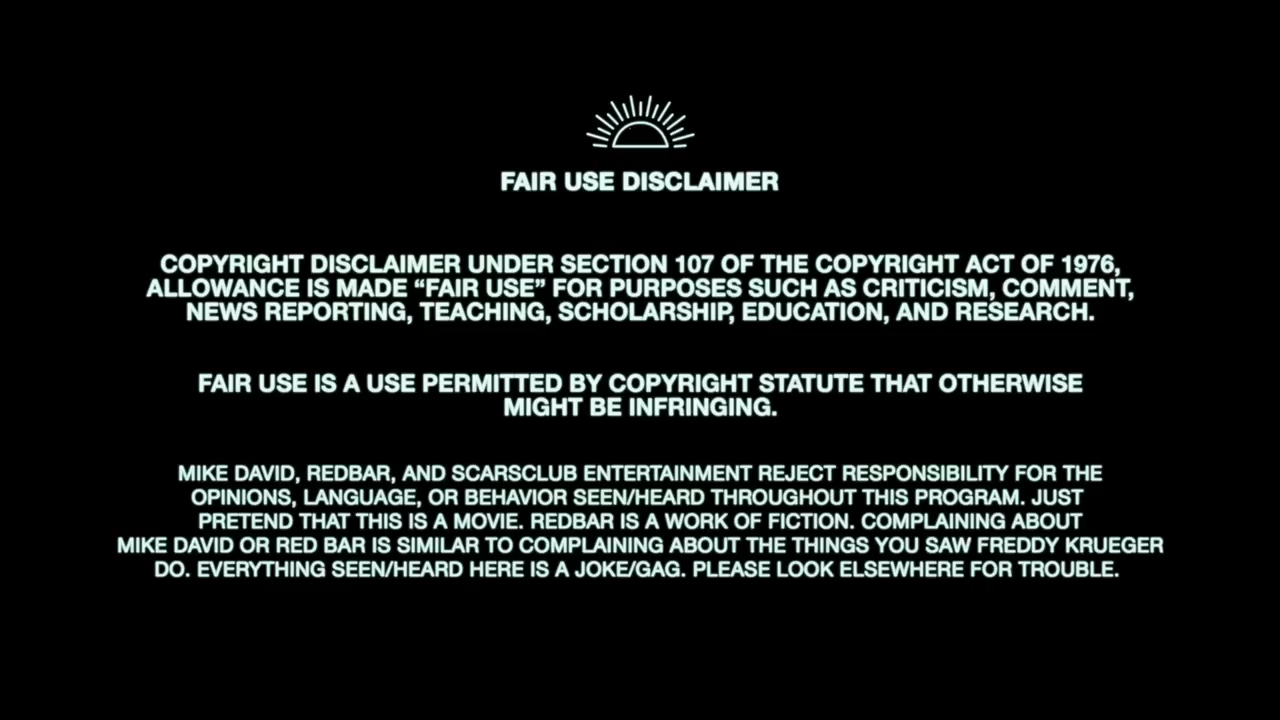 FAIR USE DISCLAIMER
COPYRIGHT DISCLAIMER UNDER SECTION 107 OF THE COPYRIGHT ACT OF 1976,
ALLOWANCE IS MADE “FAIR USE” FOR PURPOSES SUCH AS CRITICISM, COMMENT,
NEWS REPORTING, TEACHING, SCHOLARSHIP, EDUCATION, AND RESEARCH.
FAIR USE IS A USE PERMITTED BY COPYRIGHT STATUTE THAT OTHERWISE
MIGHT BE INFRINGING.
MIKE DAVID, REDBAR, AND SCARSCLUB ENTERTAINMENT REJECT RESPONSIBILITY FOR THE
OPINIONS, LANGUAGE, OR BEHAVIOR SEEN/HEARD THROUGHOUT THIS PROGRAM. JUST
PRETEND THAT THIS IS A MOVIE. REDBAR IS A WORK OF FICTION. COMPLAINING ABOUT
MIKE DAVID OR RED BAR IS SIMILAR TO COMPLAINING ABOUT THE THINGS YOU SAW FREDDY KRUEGER
DO. EVERYTHING SEEN/HEARD HERE IS A JOKE/GAG. PLEASE LOOK ELSEWHERE FOR TROUBLE.